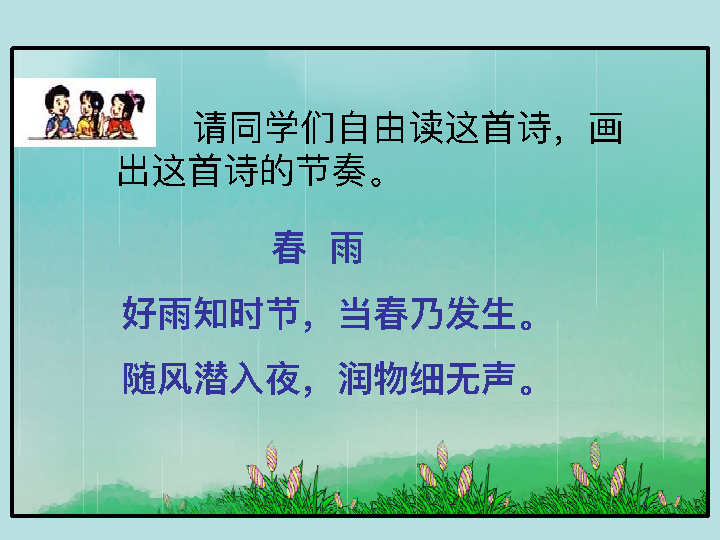 请同学们自由读这首诗，画
出这首诗的节奏。
春 雨
好雨知时节，当春乃发生。
随风潜入夜，润物细无声。